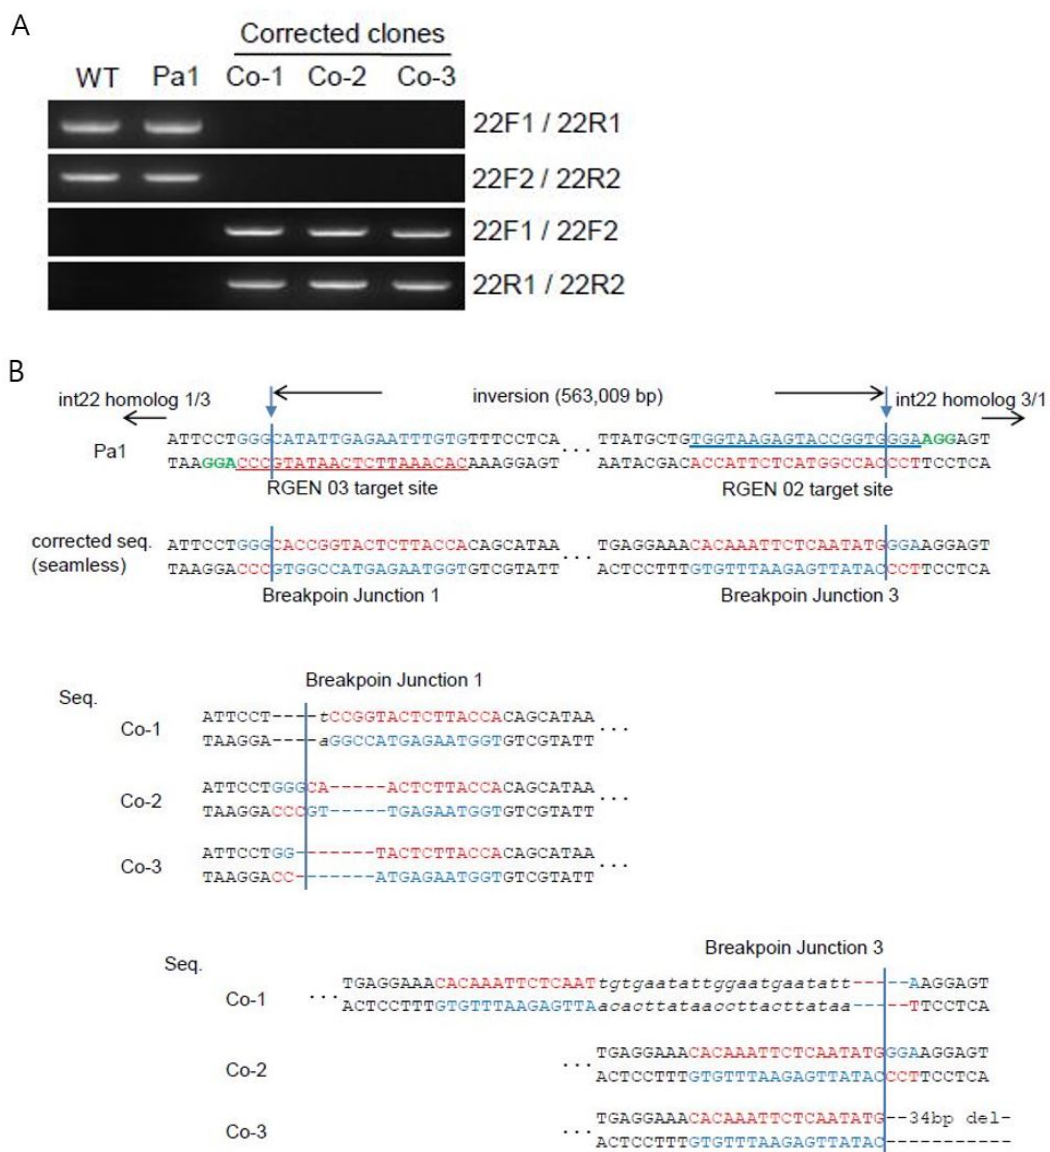 A
Corrected clones
WT Pa1 Co-1 Co-2 Co-3
22F1 / 22R1
22F2 / 22R2
22F1 / 22F2
22R1 / 22R2
B
int22 homolog 1/3 inversion (563,009 bp) int22 homolog 3/1
Pa1
ATTCCTGGGCATATTGAGAATTTGTGTTTCCTCA ... TTATGCTGTGGTAAGAGTACCGGTGGGAAGGAGT
TAAGGACCCGTATAACTCTTAAACACAAAGGAGT AATACGACACCATTCTCATGGCCACCCTTCCTCA
RGEN 03 target site RGEN 02 target site
corrected seq. (seamless)
ATTCCTGGGCACCGGTACTCTTACCACAGCATAA ... TGAGGAAACACAAATTCTCAATATGGGAAGGAGT
TAAGGACCCGTGGCCATGAGAATGGTGTCGTATT ACTCCTTTGTGTTTAAGAGTTATACCCTTCCTCA
Breakpoin Junction 1 Breakpoin Junction 3
Breakpoin Junction 1
Seq.
Co-1
ATTCCT----tCCGGTACTCTTACCACAGCATAA ...
TAAGGA----aGGCCATGAGAATGGTGTCGTATT
Co-2
ATTCCTGGGCA-----ACTCTTACCACAGCATAA ...
TAAGGACCCGT-----TGAGAATGGTGTCGTATT
Co-3
ATTCCTGG--------TACTCTTACCACAGCATAA ...
TAAGGACC--------ATGAGAATGGTGTCGTATT
Breakpoin Junction 3
Seq.
Co-1
... TGAGGAAACACAAATTCTCAATtgtgaatattggaatgaatatt-----AAGGAGT
ACTCCTTTGTGTTTAAGAGTTAacacttataaccttacttataa-----TTCCTCA
Co-2
... TGAGGAAACACAAATTCTCAATATGGGAAGGAGT
ACTCCTTTGTGTTTAAGAGTTATACCCTTCCTCA
Co-3
... TGAGGAAACACAAATTCTCAATATG--34bp del-
ACTCCTTTGTGTTTAAGAGTTATAC-----------